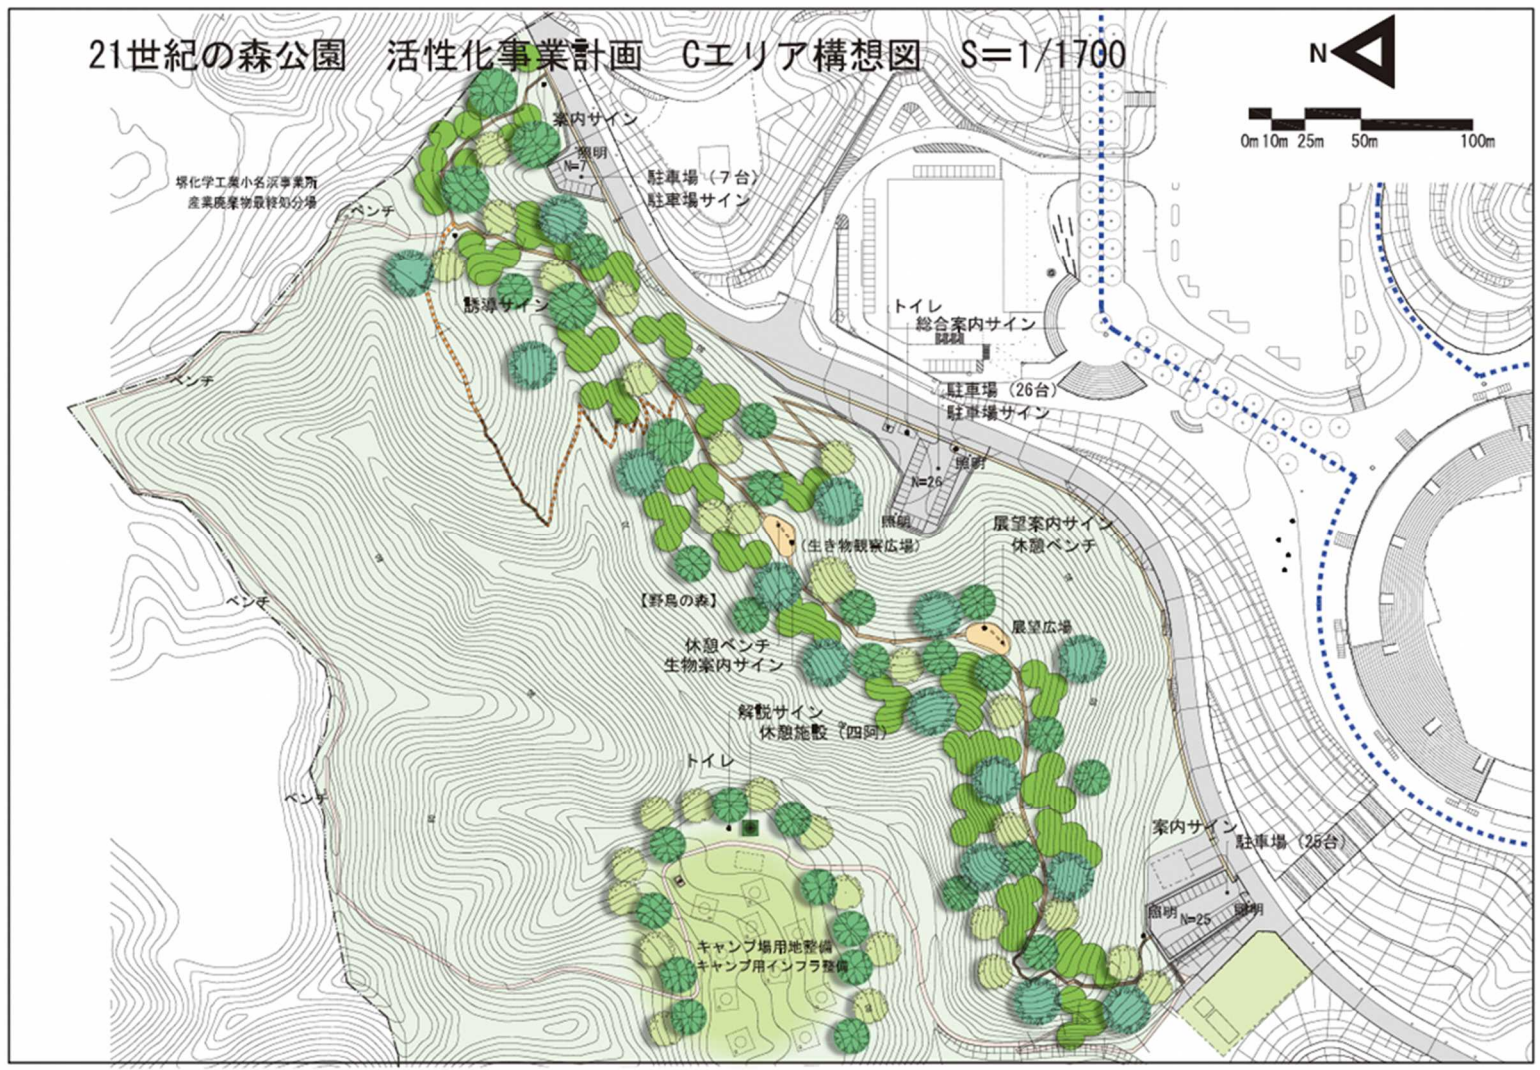 21世紀の森公園　活性化事業計画　Cエリア構想図　S＝1/1700
N
0m 10m 25m 50m 100m
案内サイン
照明
N=7
駐車場（7台）
駐車場サイン
堺化学工業小名浜事業所
産業廃棄物最終処分場
ベンチ
誘導サイン
トイレ
総合案内サイン
ベンチ
駐車場（26台）
駐車場サイン
照明
N=26
照明
展望案内サイン
休憩ベンチ
（生き物観察広場）
ベンチ
【野鳥の森】
展望広場
休憩ベンチ
生物案内サイン
解説サイン
休憩施設（四阿）
トイレ
ベンチ
案内サイン
駐車場（25台）
照明
N=25
照明
キャンプ場用地整備
キャンプ用インフラ整備